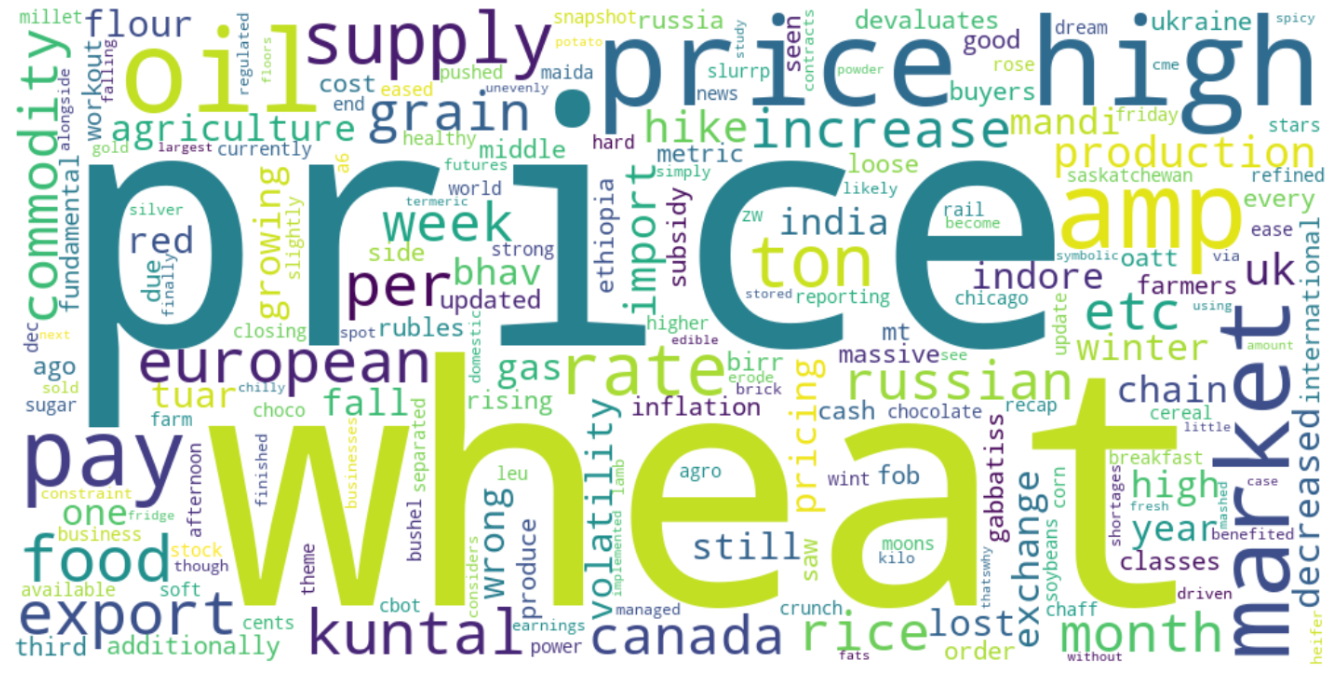 millet
flour
oil
supply
snapshot
russia
devaluates
ukraine
price high
good
dream
spicy
commodity
workout
falling
alongside
regulated
floors
cost
end
eased
pushed
unevenly
potato
maida
slurrp
news
study
powder
seen
contracts
rose
cme
buyers
grain
agriculture
gold
largest
currently
healthy
middle
futures
hard
hike
increase
mandi
friday
stars
metric
simply
loose
likely
production
saskatchewan
refined
fundamental
silver
red
due
finally
growing
slightly
a6
price
world
termeric
week
side
strong
per
bhav
updated
ethiopia
import
subsidy
zw
india
ton
stored
reporting
rail
become
indore
chicago
amp
symbolic
oatt
via
every
ease
farmers
uk
international
etc
using
dec
next
closing
spot
rubles
domestic
higher
edible
mt
massive
see
update
winter
amount
ago
sold
sugar
european
tuar
chilly
farm
choco
fall
gas
rising
rate
birr
erode
brick
inflation
pricing
russian
cash
chocolate
recap
chain
cereal
little
market
decreased
pay
constraint
one
fridge
business
afternoon
finished
businesses
separated
wheat
leu
volatility
lamb
implemented
agro
wint
fob
gabbatiss
breakfast
high
fresh
mashed
shortages
case
year
benefited
food
stock
though
available
soft
theme
bushel
wrong
considers
produce
still
saw
moons
kilo
thatswhy
exchange
corn
soybeans
classes
driven
export
third
additionally
cents
kuntal
cbot
earnings
power
managed
canada
crunch
rice
fats
lost
order
chaff
month
without
heifer